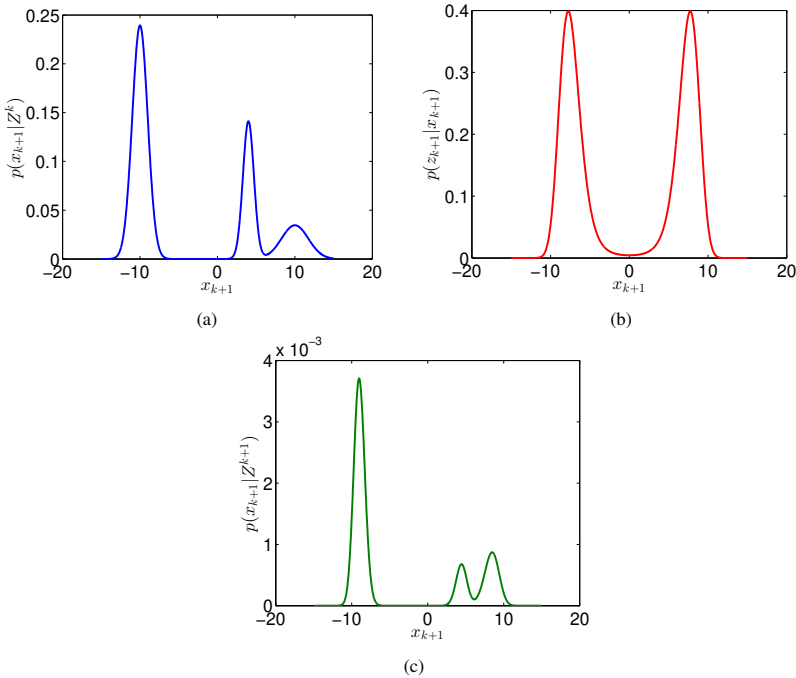 0.25
0.2
0.15
0.1
0.05
0
−20 −10 0 10 20
p(x_{k+1}|Z^k)
x_{k+1}
(a)
0.4
0.3
0.2
0.1
0
−20 −10 0 10 20
p(z_{k+1}|x_{k+1})
x_{k+1}
(b)
x 10^{−3}
4
3
2
1
0
−20 −10 0 10 20
p(x_{k+1}|Z^{k+1})
x_{k+1}
(c)